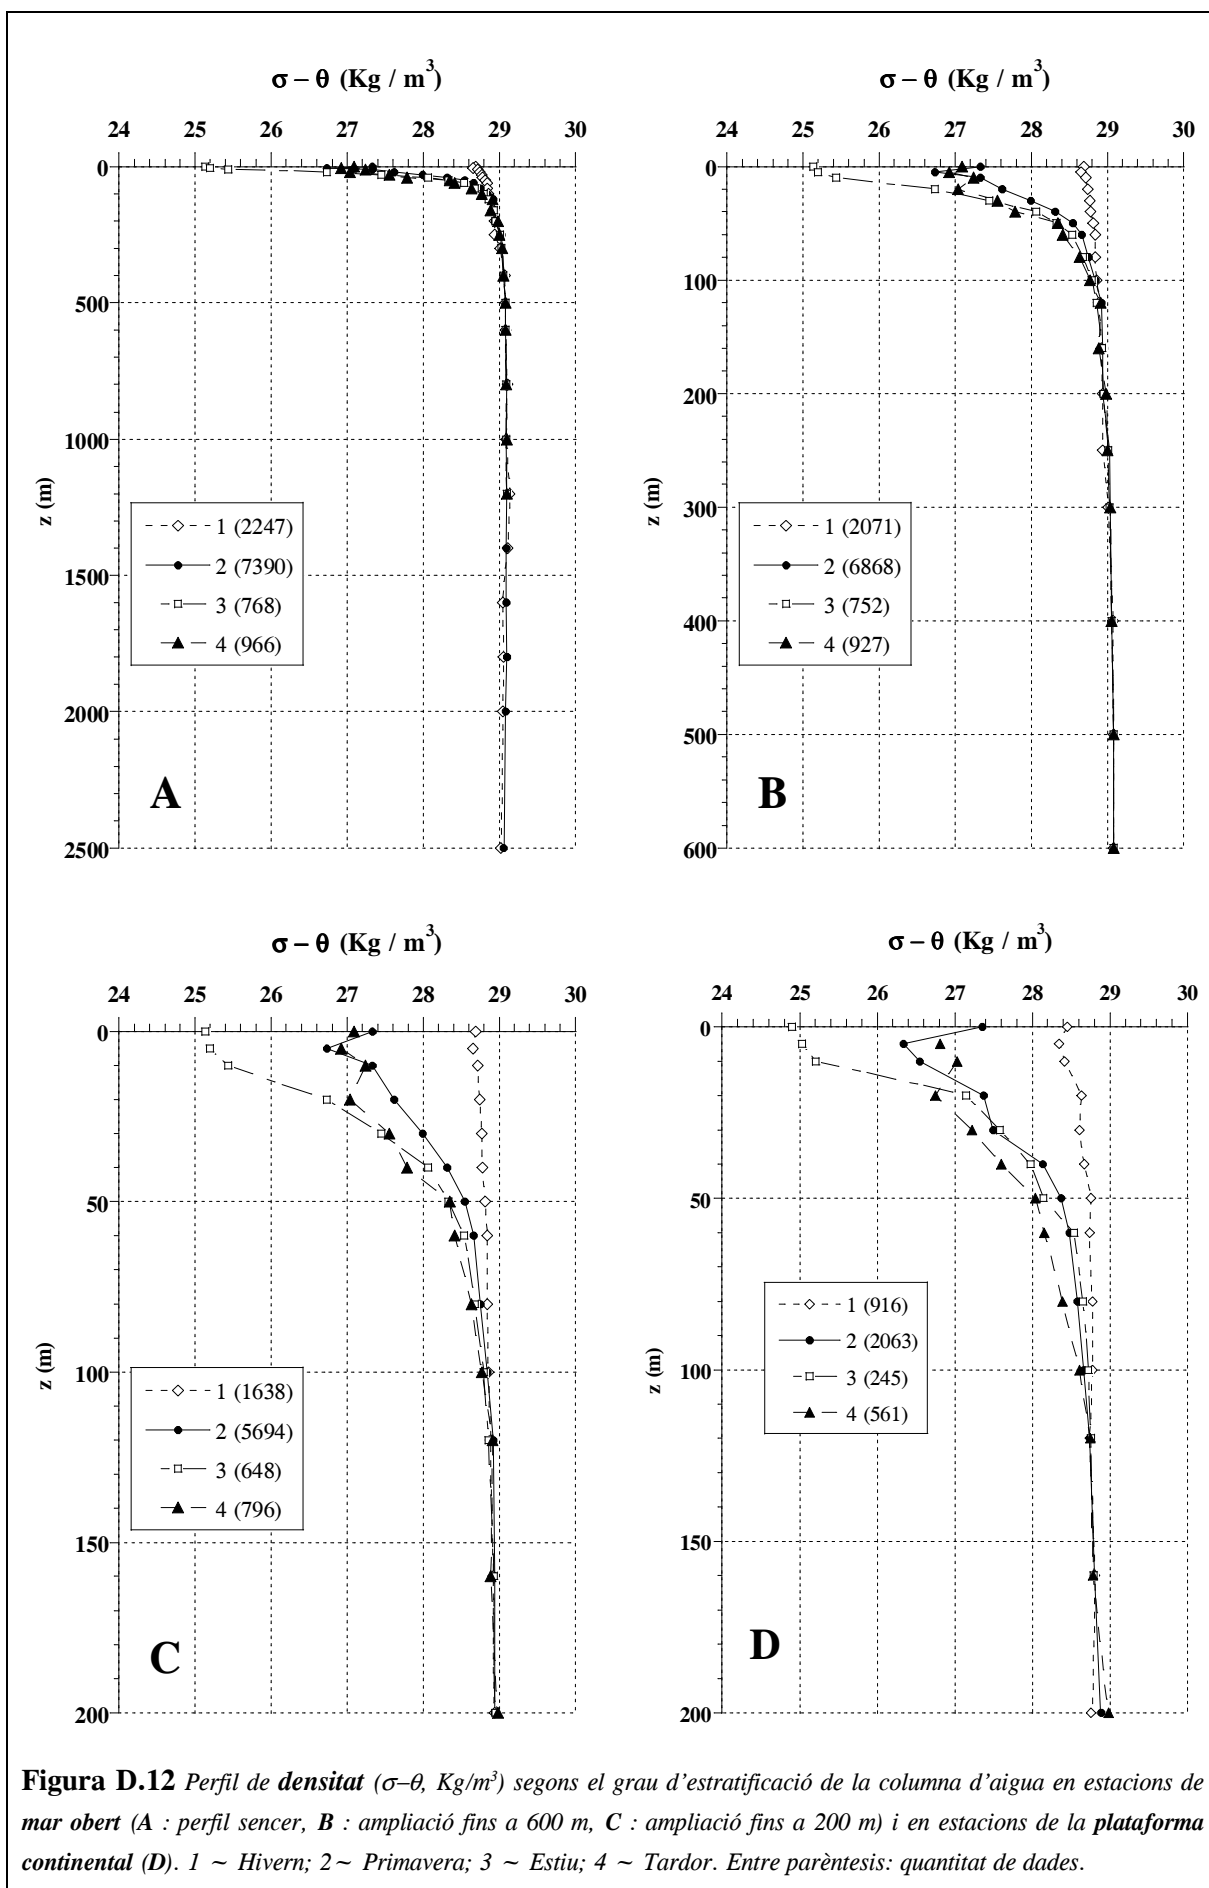 σ – θ (Kg / m³)
24 25 26 27 28 29 30
0
500
1000
1500
2000
2500
z (m)
1 (2247)
2 (7390)
3 (768)
4 (966)
A
σ – θ (Kg / m³)
24 25 26 27 28 29 30
0
100
200
300
400
500
600
z (m)
1 (2071)
2 (6868)
3 (752)
4 (927)
B
σ – θ (Kg / m³)
24 25 26 27 28 29 30
0
50
100
150
200
z (m)
1 (1638)
2 (5694)
3 (648)
4 (796)
C
σ – θ (Kg / m³)
24 25 26 27 28 29 30
0
50
100
150
200
z (m)
1 (916)
2 (2063)
3 (245)
4 (561)
D
Figura D.12 Perfil de densitat (σ–θ, Kg/m³) segons el grau d'estratificació de la columna d'aigua en estacions de
mar obert (A : perfil sencer, B : ampliació fins a 600 m, C : ampliació fins a 200 m) i en estacions de la plataforma
continental (D). 1 ~ Hivern; 2~ Primavera; 3 ~ Estiu; 4 ~ Tardor. Entre parèntesis: quantitat de dades.